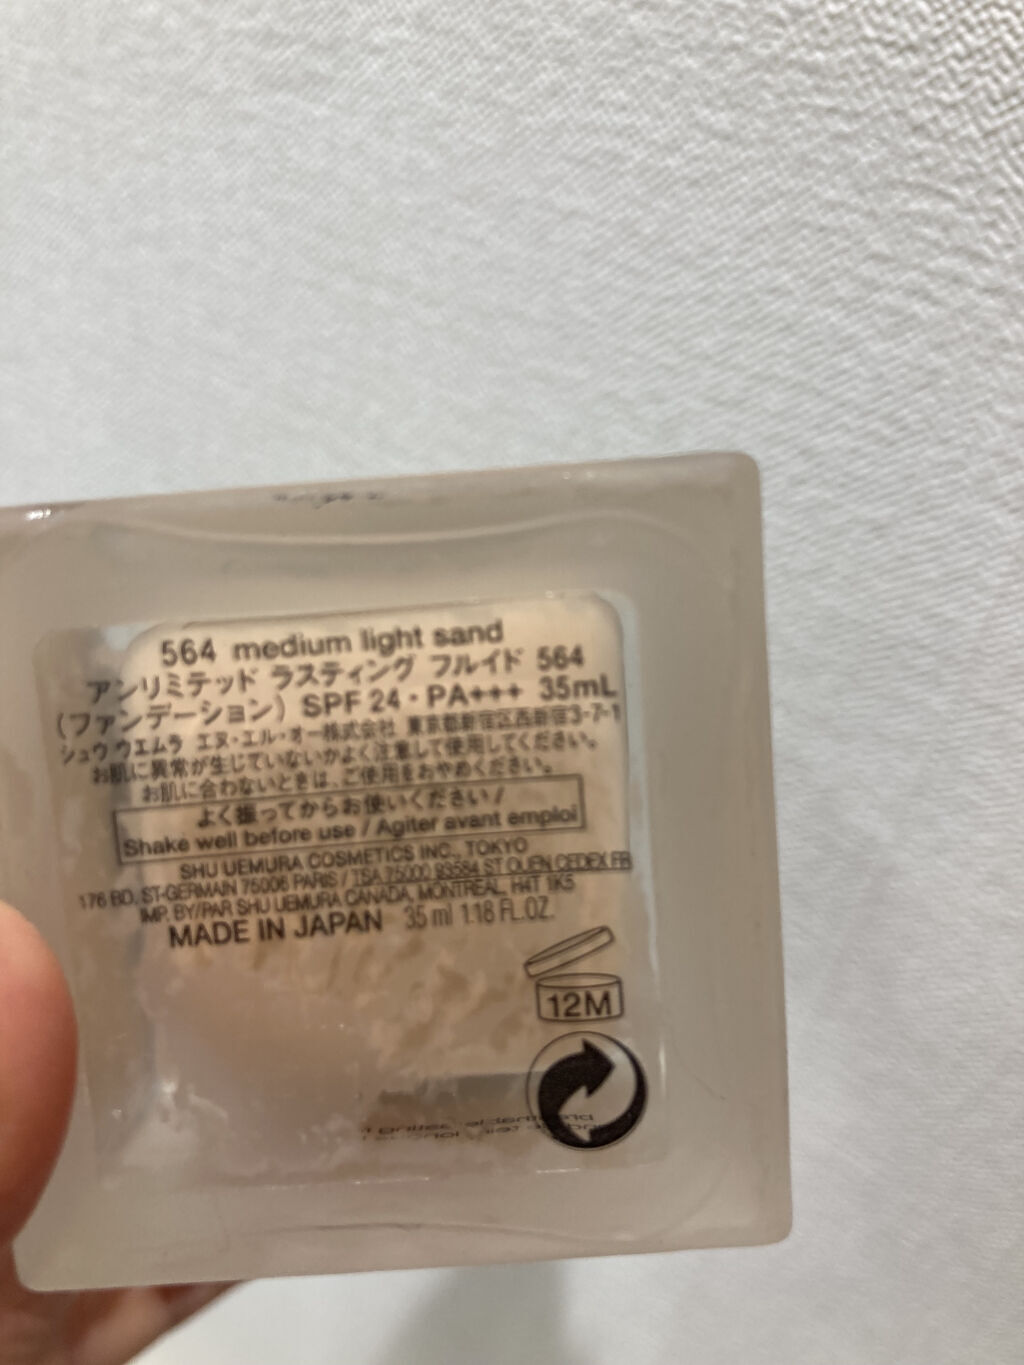 564 medium light sand
アンリミテッド ラスティング フルイド 564
(ファンデーション) SPF 24・PA+++ 35mL
シュウ ウエムラ エヌ・エル・オー株式会社 東京都新宿区西新宿3-7-1
お肌に異常が生じていないかよく注意して使用してください。
お肌に合わないときは、ご使用をおやめください。
よく振ってからお使いください/
Shake well before use / Agiter avant emploi
SHU UEMURA COSMETICS INC., TOKYO
176 BD. ST-GERMAIN 75006 PARIS / TSA 75000 93584 ST OUEN CEDEX FR
IMP. BY/PAR SHU UEMURA CANADA, MONTREAL, H4T 1K5
MADE IN JAPAN 35 ml 1.18 FL.OZ.
12M